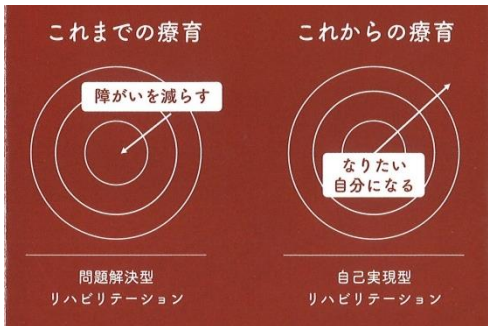 これまでの療育
障がいを減らす
問題解決型
リハビリテーション
これからの療育
なりたい
自分になる
自己実現型
リハビリテーション